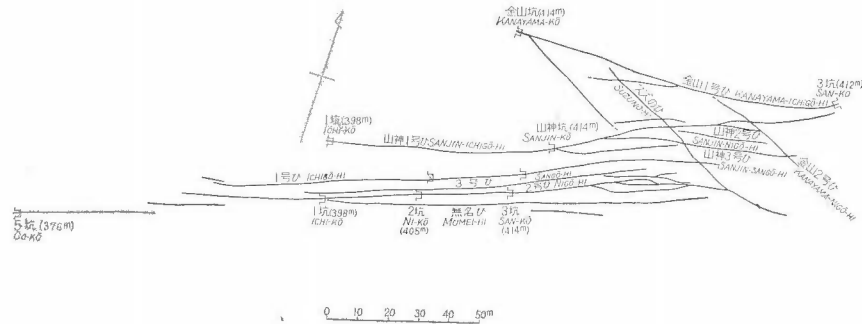 金山坑(414m)
KANAYAMA-KŌ
3坑(412m)
SAN-KŌ
金山1号ひ KANAYAMA-ICHIGŌ-HI
SUZUNO-HI
1坑(398m)
ICHI-KŌ
山神1号ひ SANJIN-ICHIGŌ-HI
山神坑(414m)
SANJIN-KŌ
山神2号ひ
SANJIN-NIGŌ-HI
山神3号ひ
SANJIN-SANGŌ-HI
金山2号ひ
KANAYAMA-NIGŌ-HI
1号ひ ICHIGŌ-HI
3号ひ SANGŌ-HI
2号ひ NIGŌ-HI
5坑(376m)
GO-KŌ
1坑(398m)
ICHI-KŌ
2坑
NI-KŌ
(405m)
無名ひ
MUMEI-HI
3坑
SAN-KŌ
(414m)
0 10 20 30 40 50m